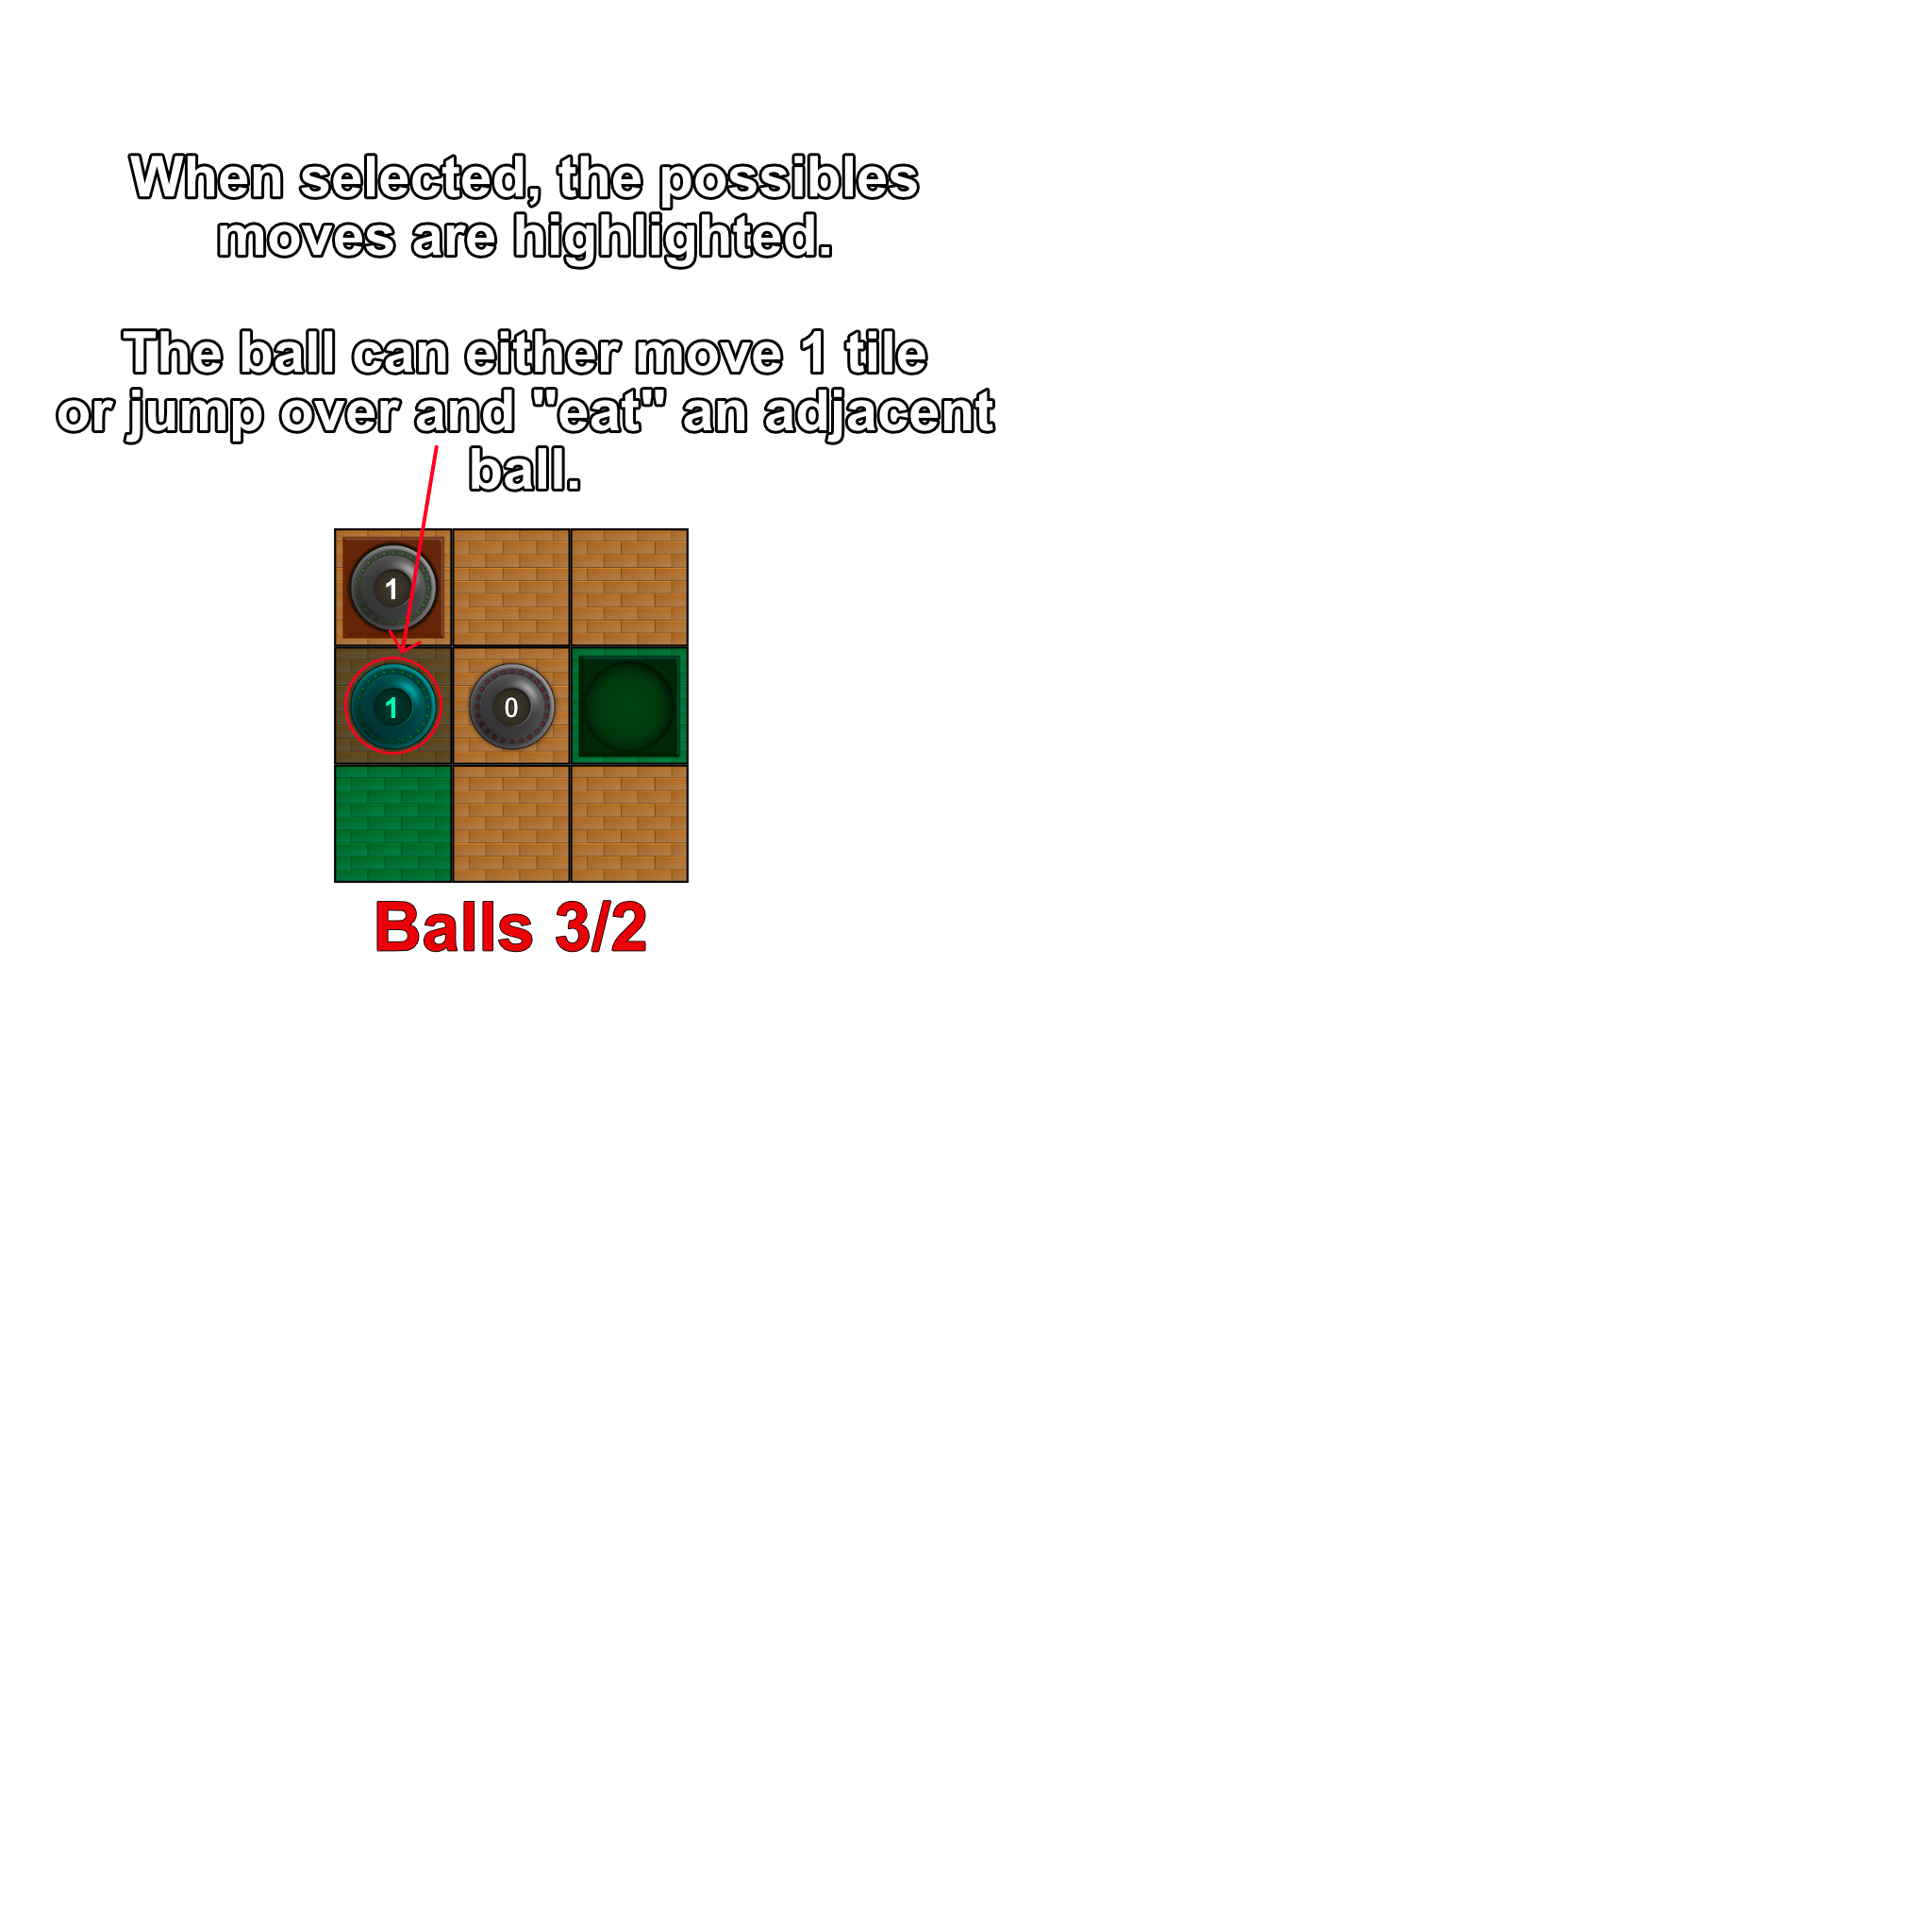 When selected, the possibles
moves are highlighted.
The ball can either move 1 tile
or jump over and "eat" an adjacent
ball.
1
1
0
Balls 3/2